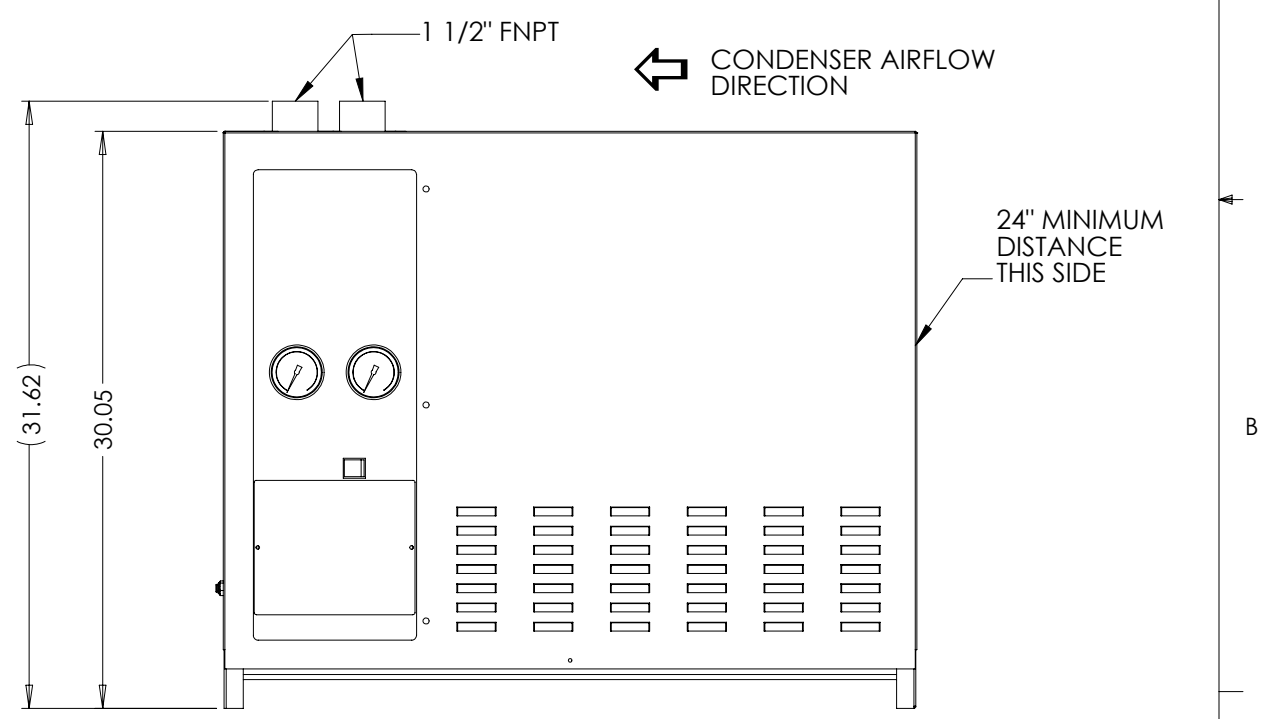 1 1/2" FNPT
CONDENSER AIRFLOW
DIRECTION
24" MINIMUM
DISTANCE
THIS SIDE
(31.62)
30.05
B